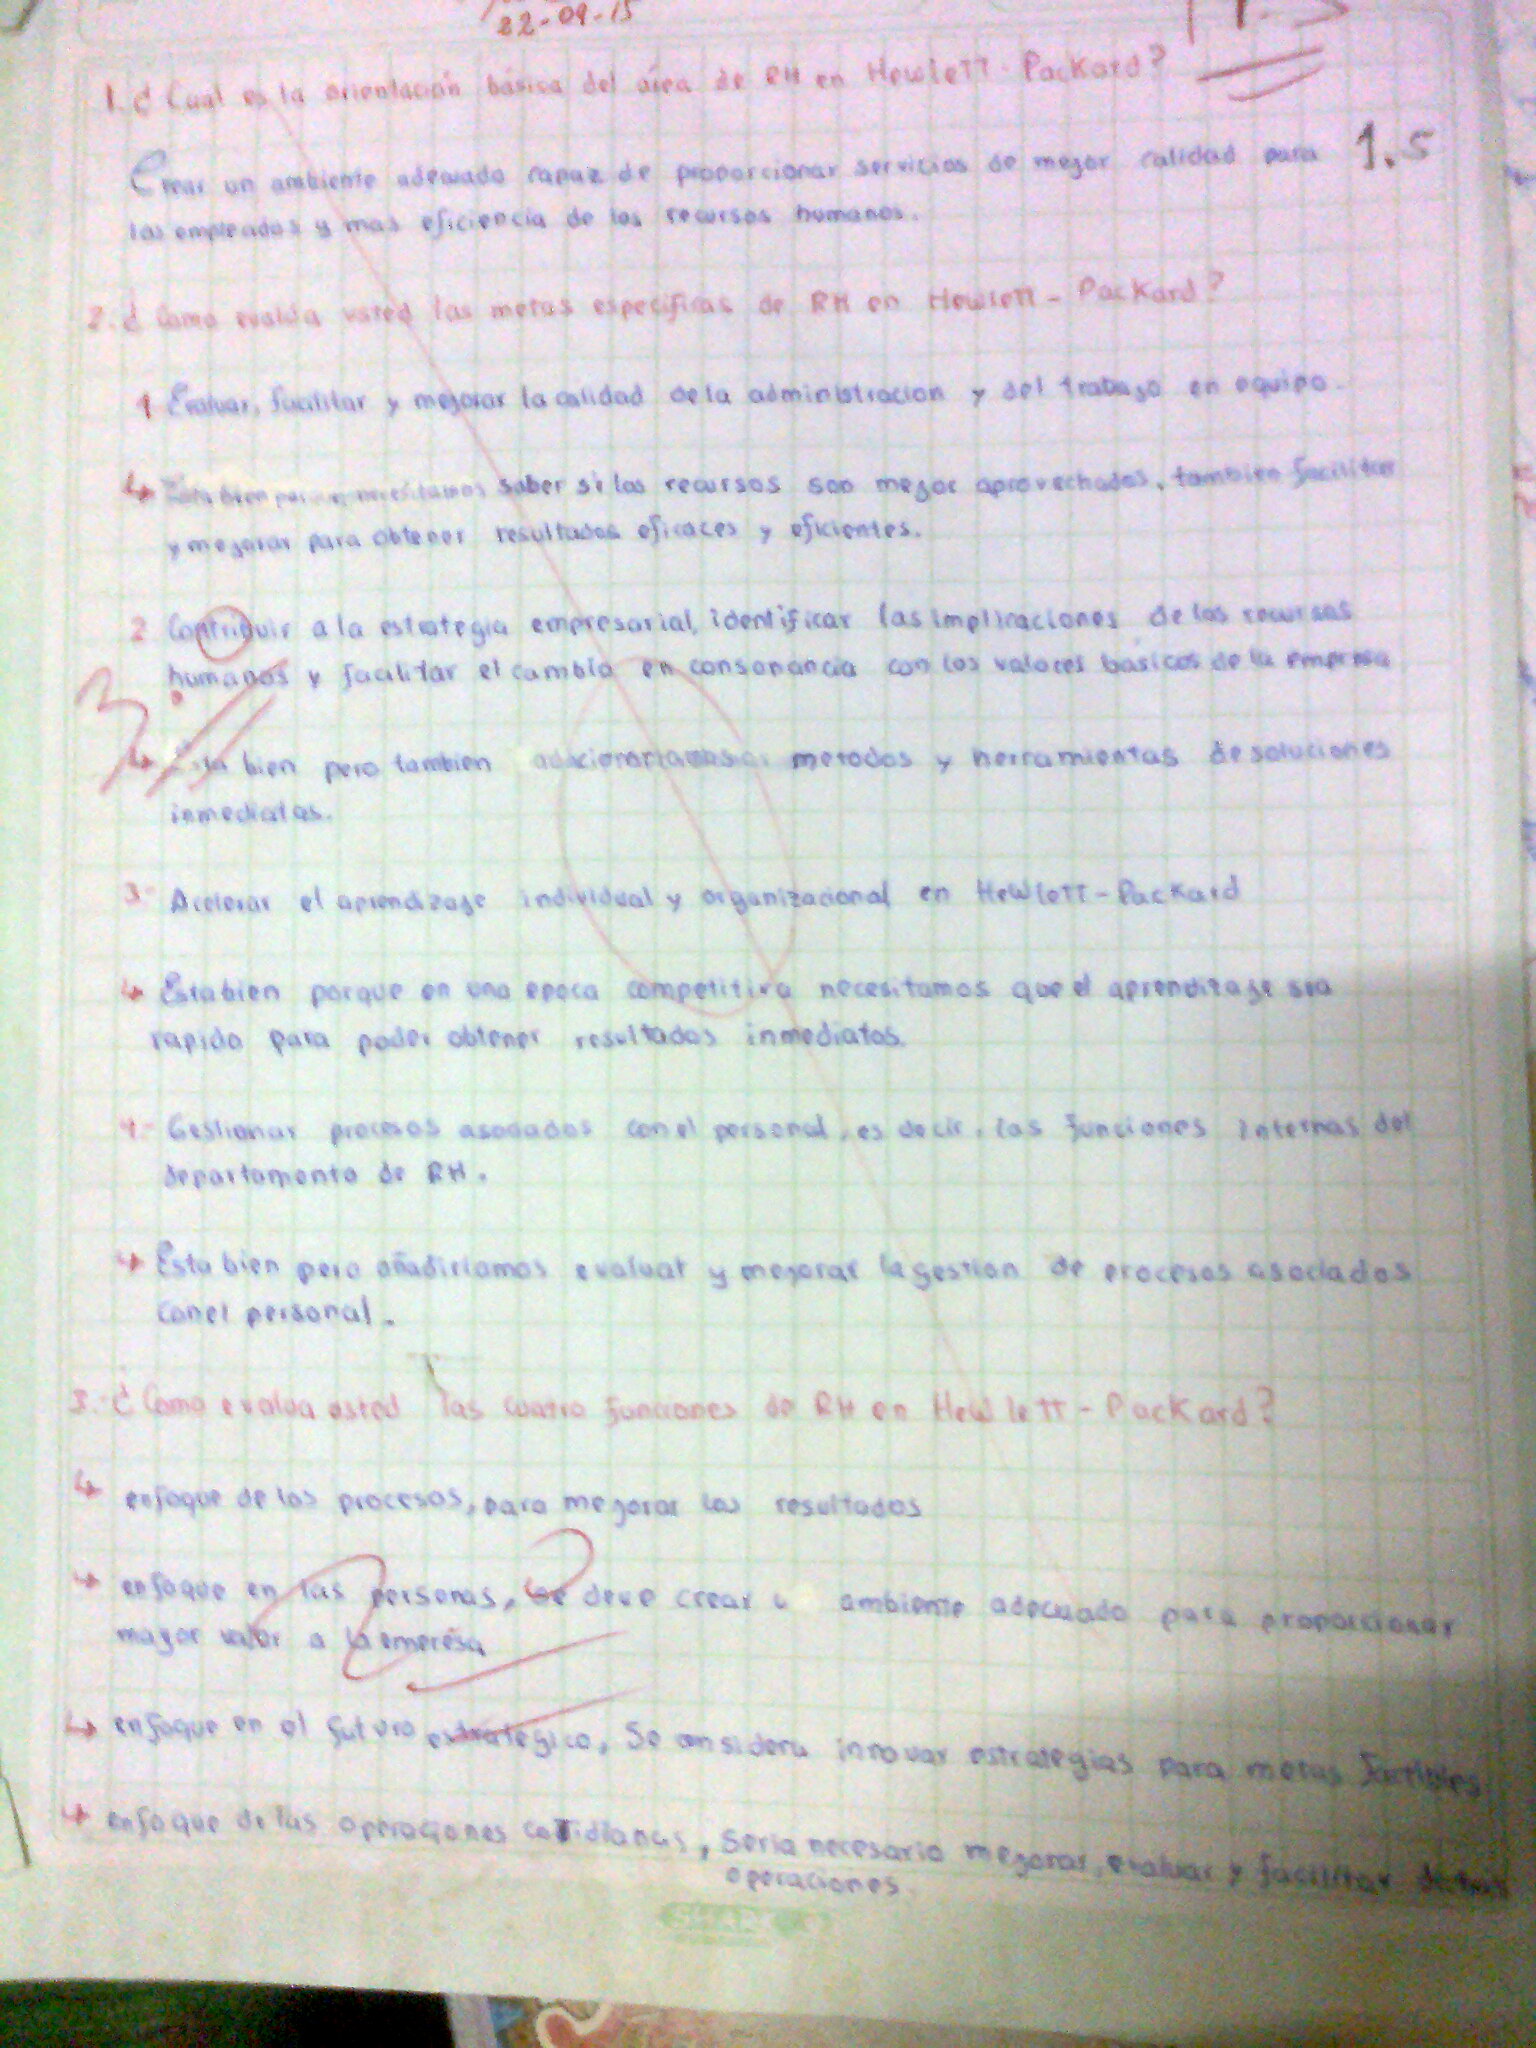 22-09-15
1. ¿Cual es la orientación básica del área de RH en Hewlett-Packard?
Crear un ambiente adecuado capaz de proporcionar servicios de mejor calidad para 1.5
los empleados y mas eficiencia de los recursos humanos.
2. ¿Como evalúa usted las metas especificas de RH en Hewlett-Packard?
1 Evaluar, facilitar y mejorar la calidad de la administracion y del trabajo en equipo.
↳ Esta bien porque necesitamos saber si los recursos son mejor aprovechados, tambien facilitar
y mejorar para obtener resultados eficaces y eficientes.
2 Contribuir a la estrategia empresarial, identificar las implicaciones de los recursos
humanos y facilitar el cambio en consonancia con los valores basicos de la empresa
3
↳ Esta bien pero tambien adicionariamos metodos y herramientas de soluciones
inmediatas.
3- Acelerar el aprendizaje individual y organizacional en Hewlett-Packard
↳ Esta bien porque en una epoca competitiva necesitamos que el aprendizaje sea
rapido para poder obtener resultados inmediatos.
4.- Gestionar procesos asociados con el personal, es decir, las funciones internas del
departamento de RH.
↳ Esta bien pero añadiriamos evaluar y mejorar la gestion de procesos asociados
con el personal.
3.- ¿Como evalua usted las cuatro funciones de RH en Hewlett-Packard?
↳ enfoque de los procesos, para mejorar los resultados
↳ enfoque en las personas, se deve crear u ambiente adecuado para proporcionar
mayor valor a la empresa
↳ enfoque en el futuro estrategico, Se considera innovar estrategias para metas factibles
↳ enfoque de las operaciones cotidianas, seria necesario mejorar, evaluar y facilitar
operaciones.
SHARK